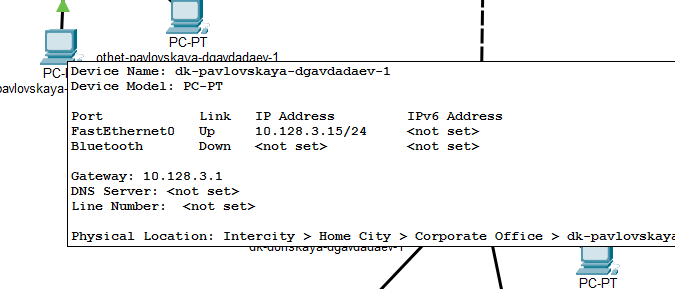 PC-PT
othet-pavlovskaya-dgavdadaev-1
pavlovskaya-
Device Name: dk-pavlovskaya-dgavdadaev-1
Device Model: PC-PT
Port Link IP Address IPv6 Address
FastEthernet0 Up 10.128.3.15/24 <not set>
Bluetooth Down <not set> <not set>
Gateway: 10.128.3.1
DNS Server: <not set>
Line Number: <not set>
Physical Location: Intercity > Home City > Corporate Office > dk-pavlovskaya
dk-donskaya-dgavdadaev-1
PC-PT